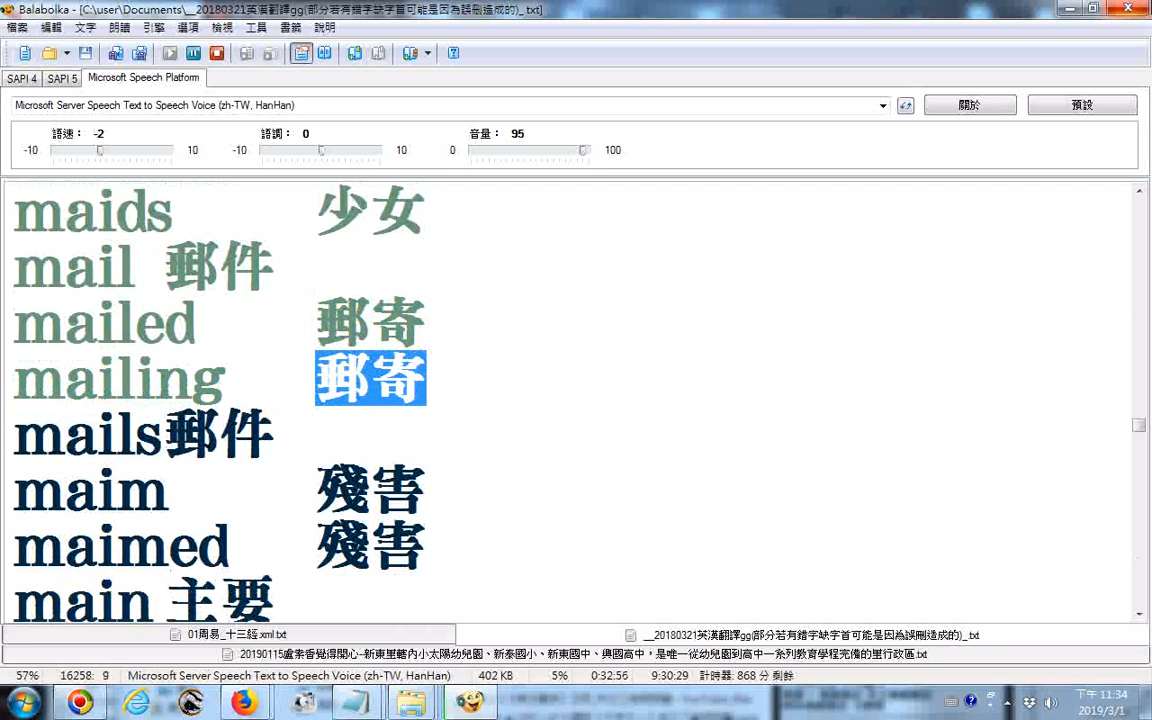 Balabolka - [C:\user\Documents\__20180321英漢翻譯gg(部分若有錯字缺字首可能是因為誤刪造成的)_.txt]
檔案 編輯 文字 朗讀 引擎 選項 檢視 工具 書籤 說明
SAPI 4 SAPI 5 Microsoft Speech Platform
Microsoft Server Speech Text to Speech Voice (zh-TW, HanHan) 關於 預設
語速： -2 語調： 0 音量： 95
-10 10 -10 10 0 100
maids 少女
mail 郵件
mailed 郵寄
mailing 郵寄
mails郵件
maim 殘害
maimed 殘害
main 主要
01周易_十三經.xml.txt __20180321英漢翻譯gg(部分若有錯字缺字首可能是因為誤刪造成的)_.txt
20190115盧素香覺得開心-新東里轄內小太陽幼兒園、新泰國小、新東國中、興國高中，是唯一從幼兒園到高中一系列教育學程完備的里行政區.txt
57% 16258: 9 Microsoft Server Speech Text to Speech Voice (zh-TW, HanHan) 402 KB 5% 0:32:56 9:30:29 計時器: 868 分 剩餘
下午 11:34
2019/3/1